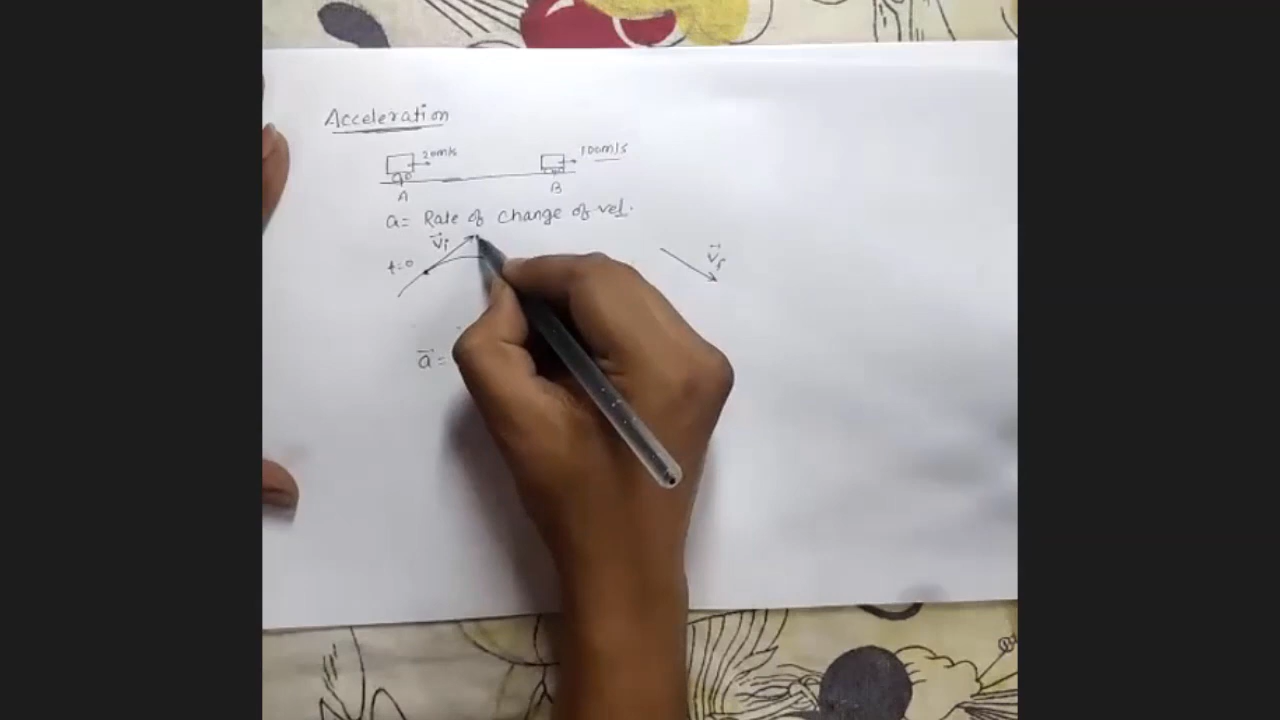 Acceleration
20m/s 100m/s
A B
a= Rate of change of vel.
t=0 v⃗i v⃗f
a⃗ =